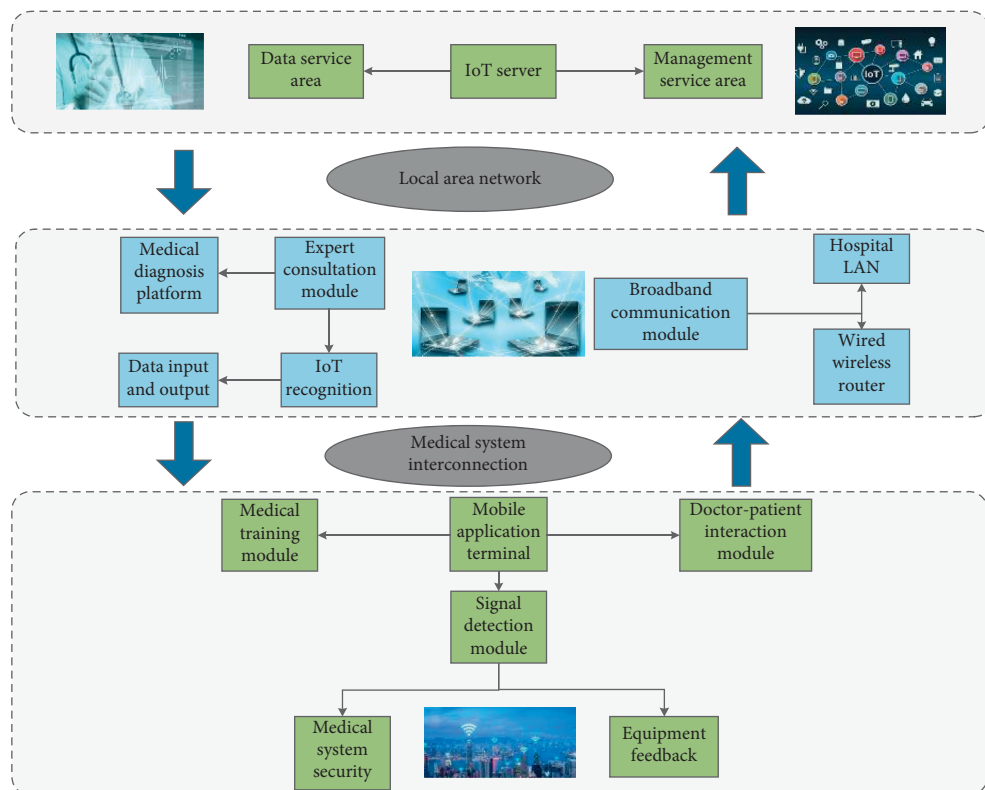 Data service
area
IoT server
Management
service area
IoT
Local area network
Medical
diagnosis
platform
Expert
consultation
module
Data input
and output
IoT
recognition
Broadband
communication
module
Hospital
LAN
Wired
wireless
router
Medical system
interconnection
Medical
training
module
Mobile
application
terminal
Doctor-patient
interaction
module
Signal
detection
module
Medical
system
security
Equipment
feedback